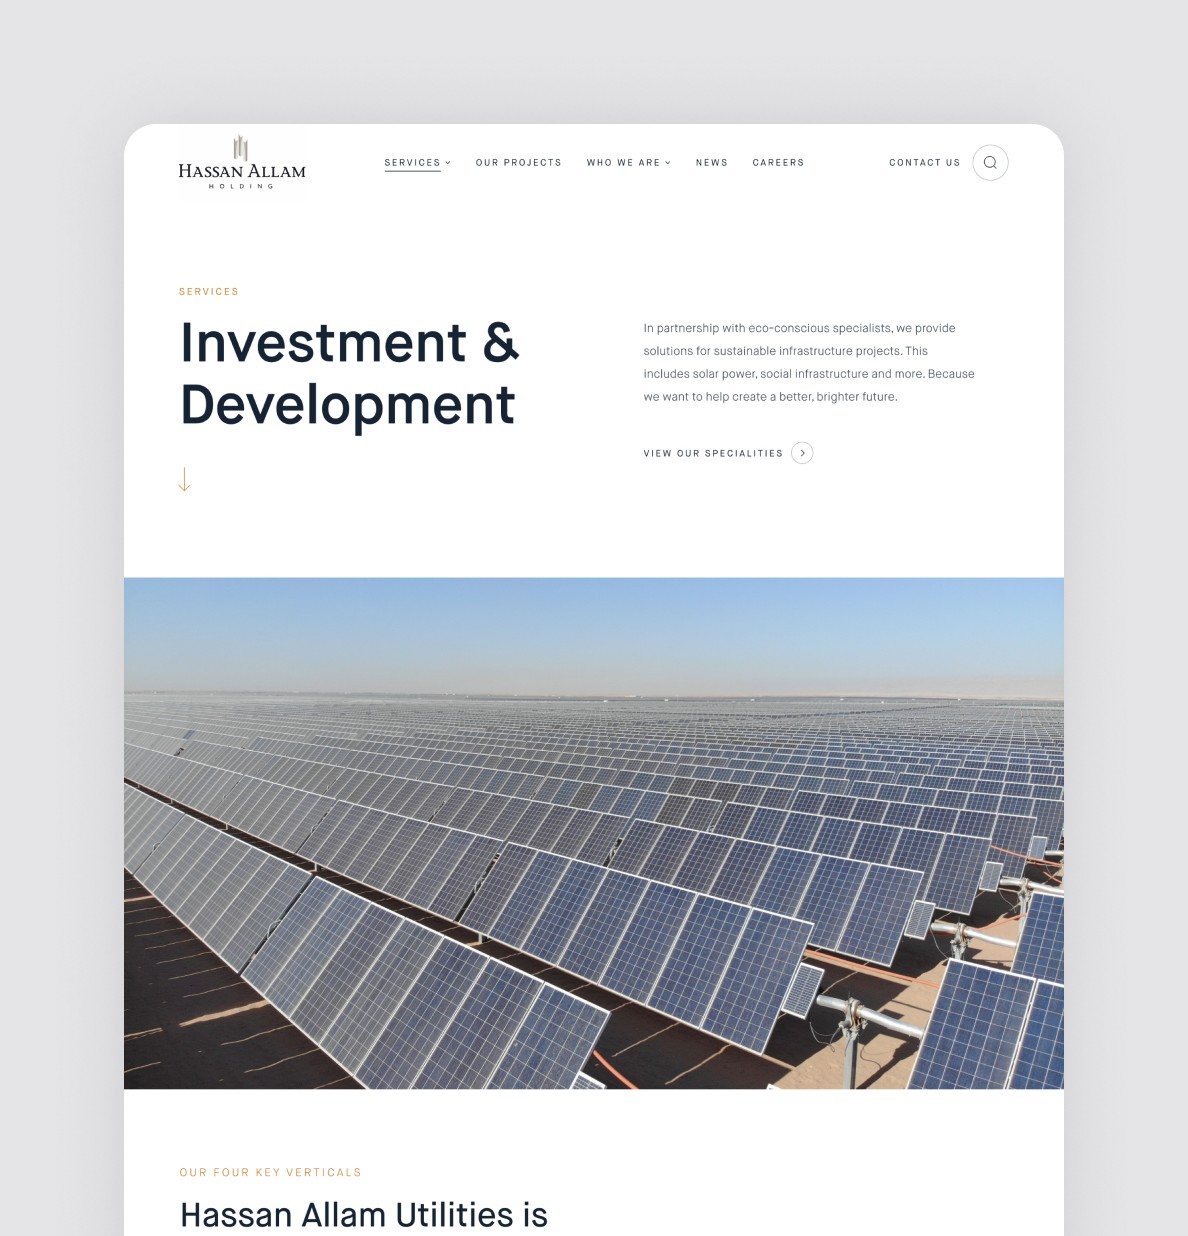 HASSAN ALLAM
HOLDING
SERVICES
OUR PROJECTS
WHO WE ARE
NEWS
CAREERS
CONTACT US
SERVICES
Investment &
Development
In partnership with eco-conscious specialists, we provide
solutions for sustainable infrastructure projects. This
includes solar power, social infrastructure and more. Because
we want to help create a better, brighter future.
VIEW OUR SPECIALITIES
OUR FOUR KEY VERTICALS
Hassan Allam Utilities is